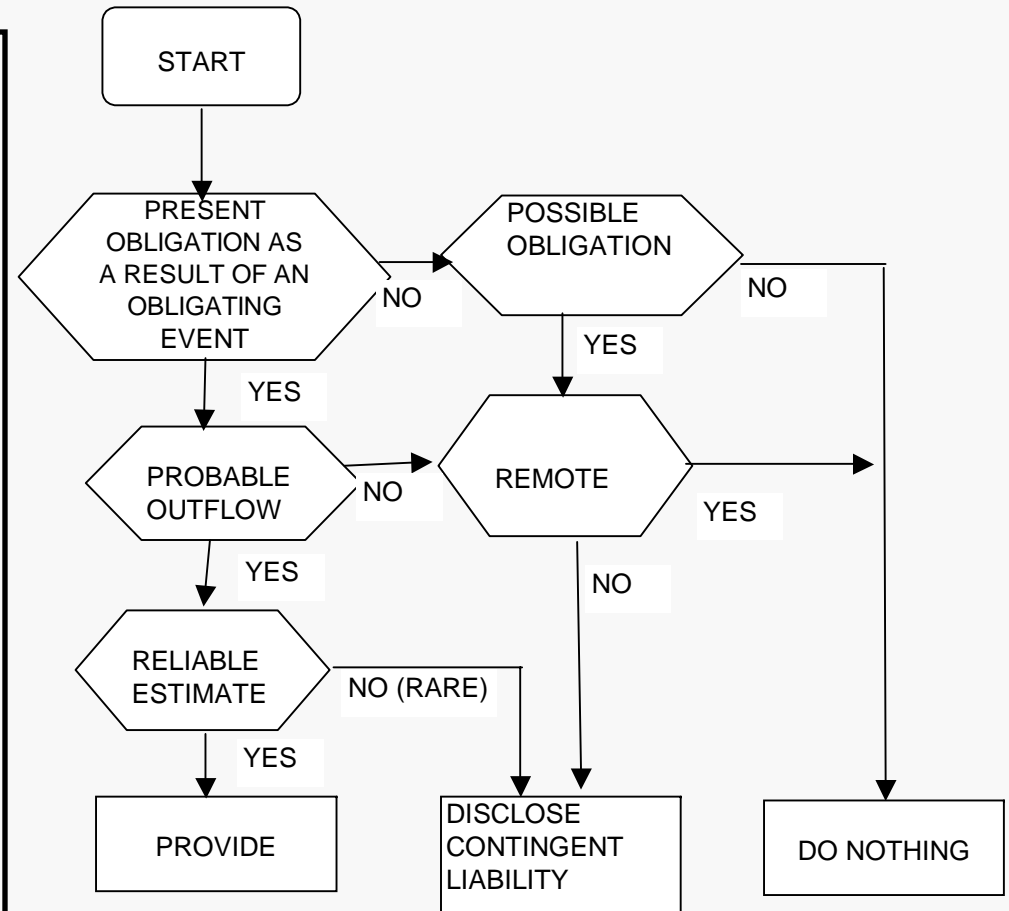 START
PRESENT
OBLIGATION AS
A RESULT OF AN
OBLIGATING
EVENT
NO
POSSIBLE
OBLIGATION
NO
YES
YES
PROBABLE
OUTFLOW
NO
REMOTE
YES
YES
NO
RELIABLE
ESTIMATE
NO (RARE)
YES
PROVIDE
DISCLOSE
CONTINGENT
LIABILITY
DO NOTHING